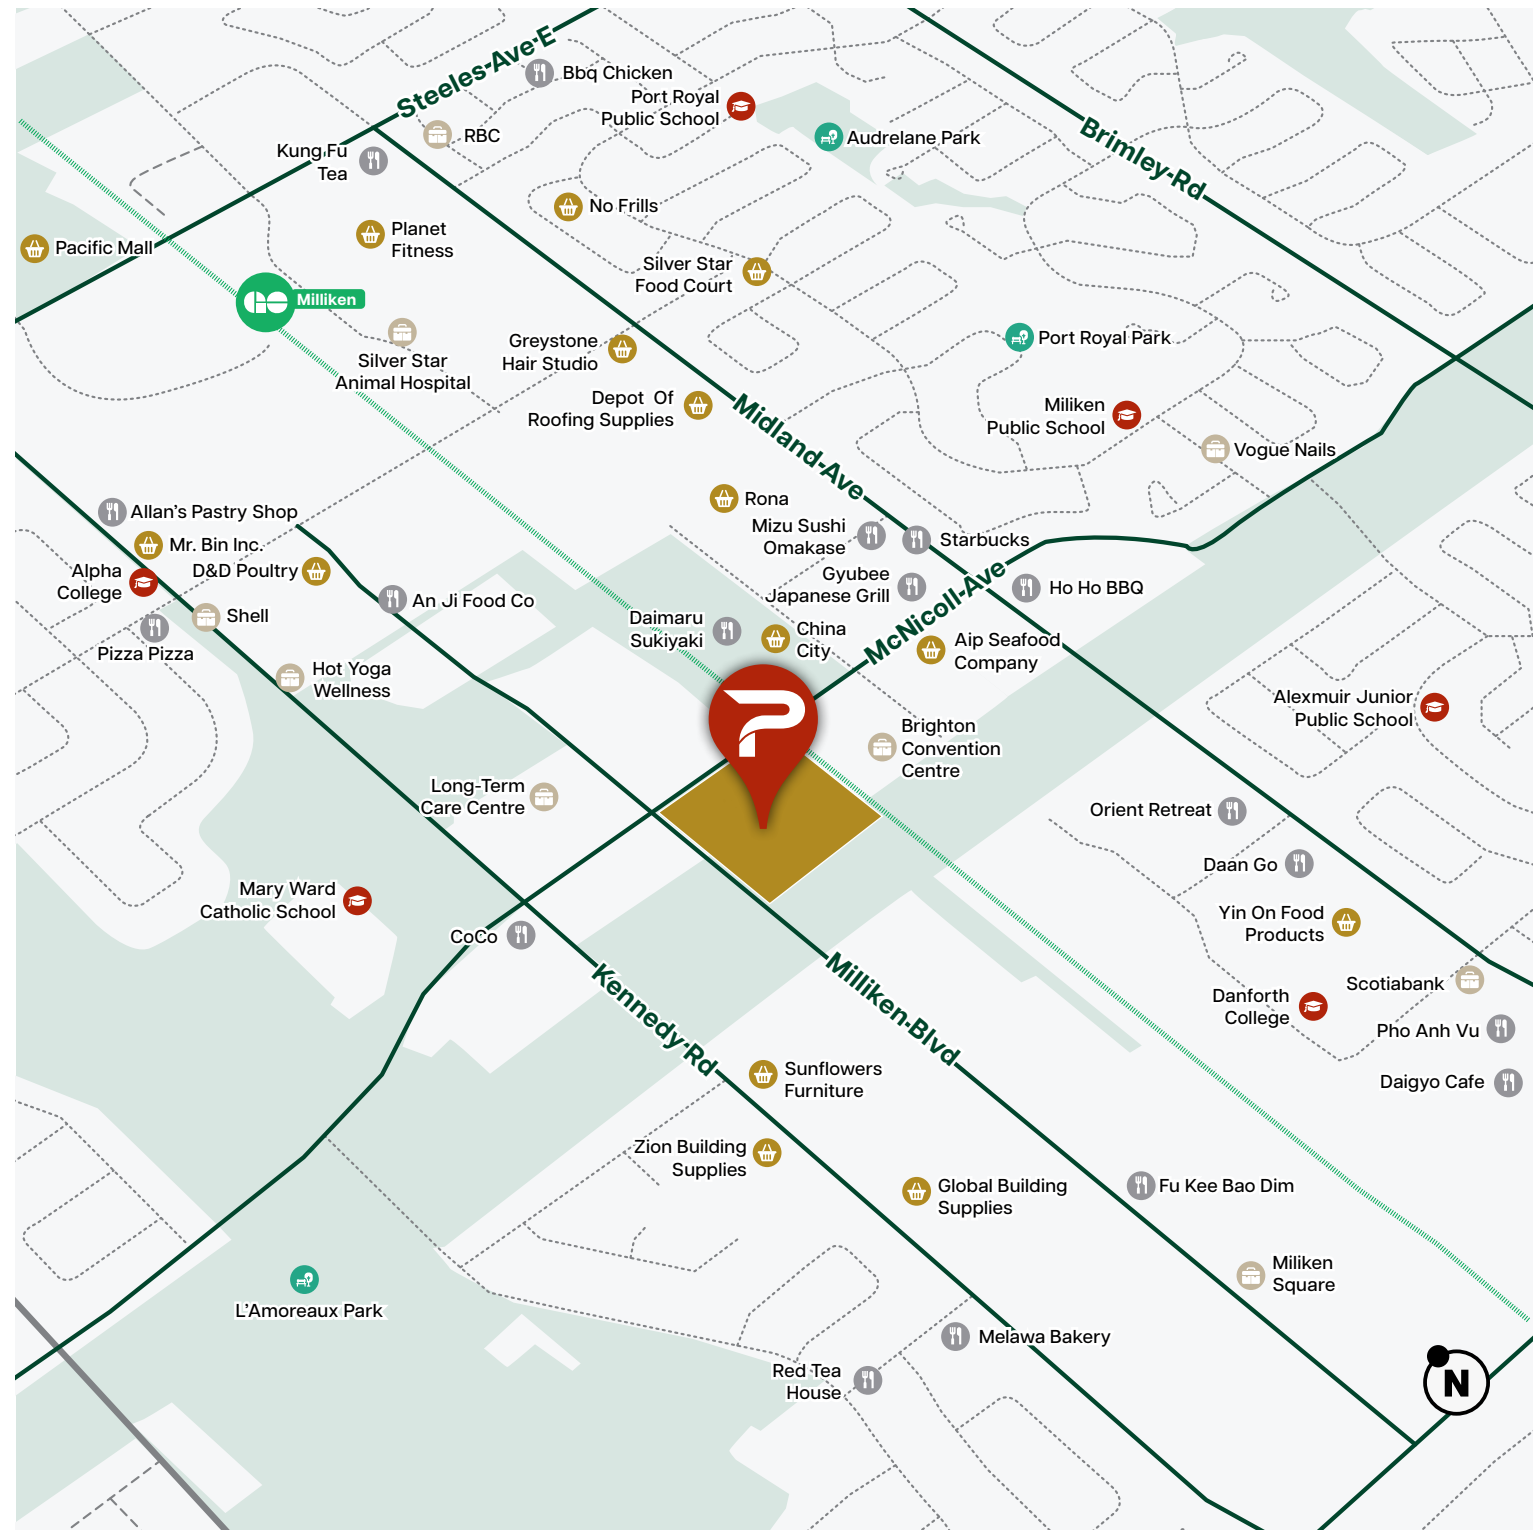 Steeles Ave E
Bbq Chicken
Port Royal
Public School
RBC
Audrelane Park
Brimley Rd
Kung Fu
Tea
No Frills
Planet
Fitness
Pacific Mall
Silver Star
Food Court
Milliken
Port Royal Park
Greystone
Hair Studio
Silver Star
Animal Hospital
Depot Of
Roofing Supplies
Midland Ave
Miliken
Public School
Vogue Nails
Rona
Allan's Pastry Shop
Mizu Sushi
Omakase
Starbucks
Mr. Bin Inc.
D&D Poultry
Alpha
College
Gyubee
Japanese Grill
McNicoll Ave
Ho Ho BBQ
An Ji Food Co
Shell
Daimaru
Sukiyaki
China
City
Aip Seafood
Company
Pizza Pizza
Hot Yoga
Wellness
Alexmuir Junior
Public School
Brighton
Convention
Centre
Long-Term
Care Centre
Orient Retreat
Daan Go
Mary Ward
Catholic School
Yin On Food
Products
CoCo
Kennedy Rd
Milliken Blvd
Scotiabank
Danforth
College
Pho Anh Vu
Sunflowers
Furniture
Daigyo Cafe
Zion Building
Supplies
Global Building
Supplies
Fu Kee Bao Dim
Miliken
Square
L'Amoreaux Park
Melawa Bakery
Red Tea
House
N